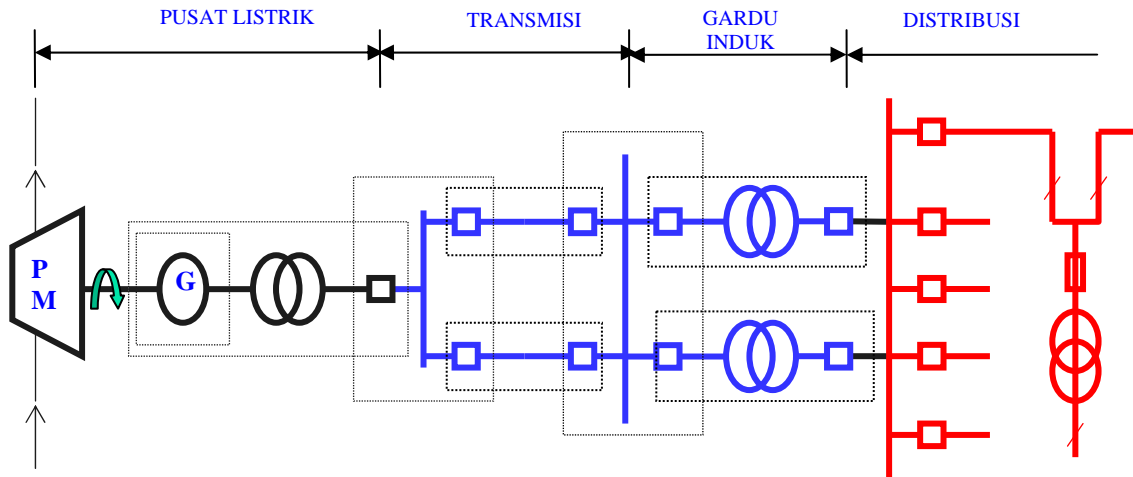 PUSAT LISTRIK
TRANSMISI
GARDU
INDUK
DISTRIBUSI
P
M
G